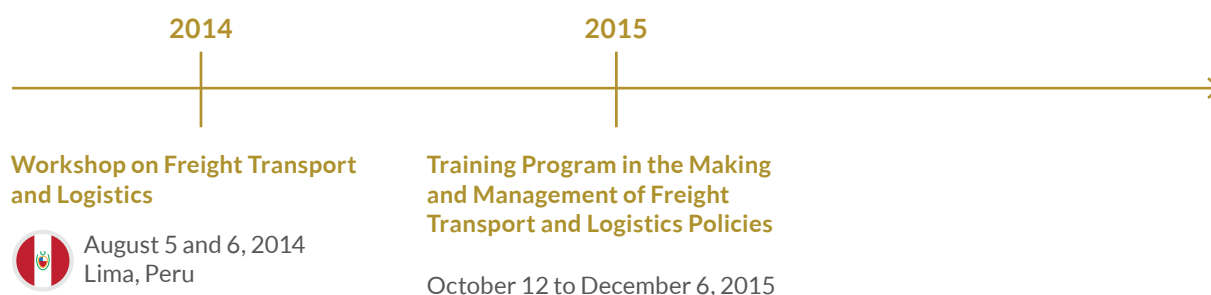 2014
2015
Workshop on Freight Transport
and Logistics
August 5 and 6, 2014
Lima, Peru
Training Program in the Making
and Management of Freight
Transport and Logistics Policies
October 12 to December 6, 2015